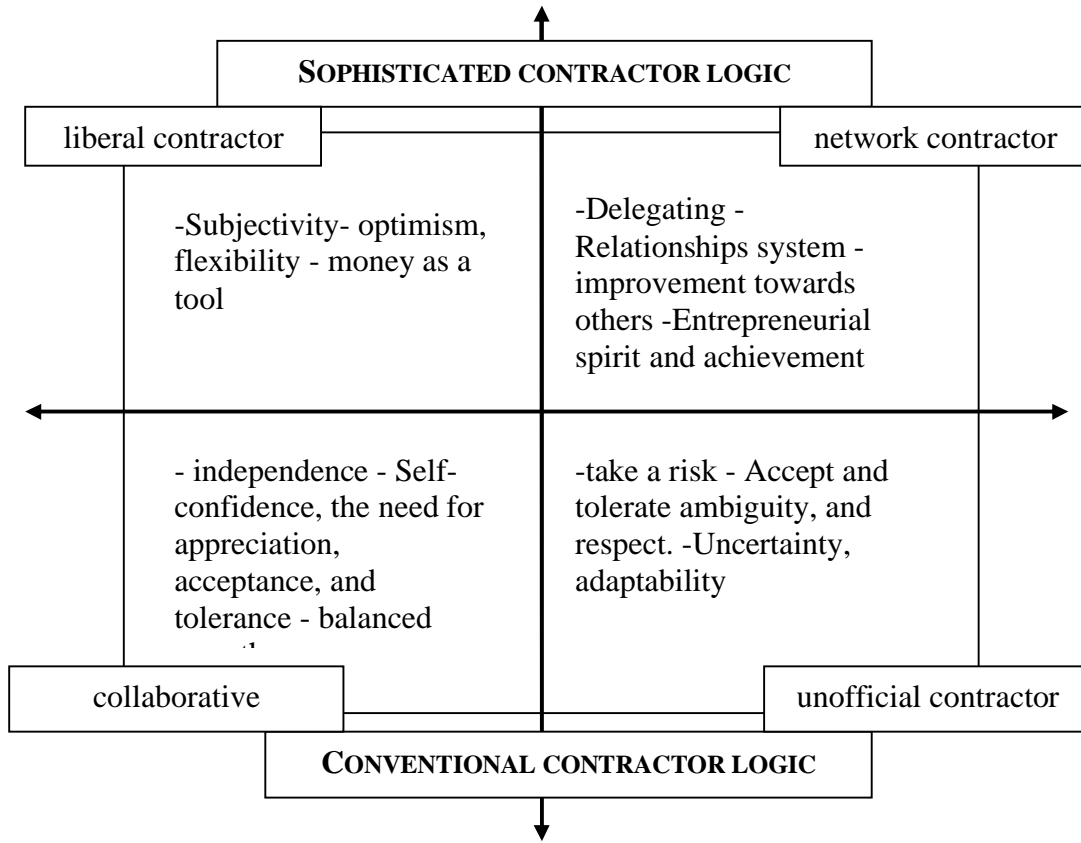 SOPHISTICATED CONTRACTOR LOGIC
liberal contractor
network contractor
-Subjectivity- optimism,
flexibility - money as a
tool
-Delegating -
Relationships system -
improvement towards
others -Entrepreneurial
spirit and achievement
- independence - Self-
confidence, the need for
appreciation,
acceptance, and
tolerance - balanced
-take a risk - Accept and
tolerate ambiguity, and
respect. -Uncertainty,
adaptability
collaborative
unofficial contractor
CONVENTIONAL CONTRACTOR LOGIC